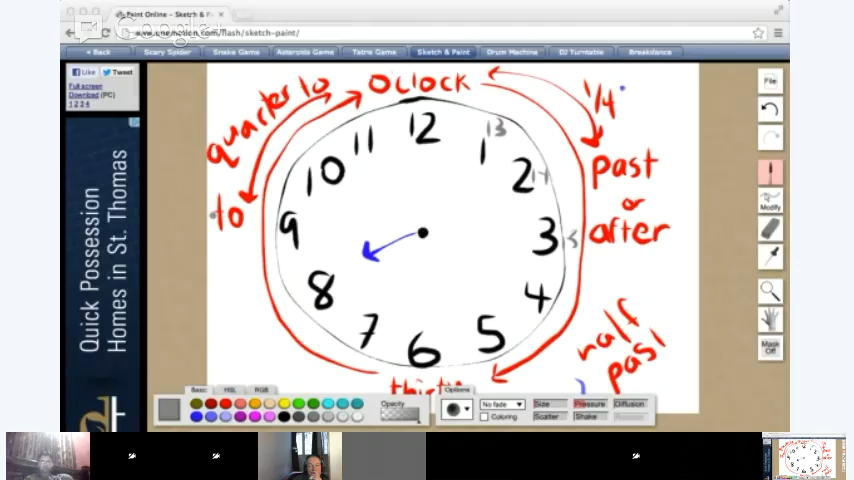 Paint Online - Sketch & P
Google+
www.onemotion.com/flash/sketch-paint/
« Back
Scary Spider
Snake Game
Asteroids Game
Tetris Game
Sketch & Paint
Drum Machine
DJ Turntable
Breakdance
Like
Tweet
Full screen
Download (PC)
1 2 3 4
Quick Possession
Homes in St. Thomas
quarter to
to
O'clock
1/4
past
or
after
half
past
12
13
1
14
2
3
4
5
6
7
8
9
10
11
File
Modify
Mask
Off
Basic
HSL
RGB
Opacity
Options
No fade
Coloring
Size
Pressure
Diffusion
Scatter
Shake